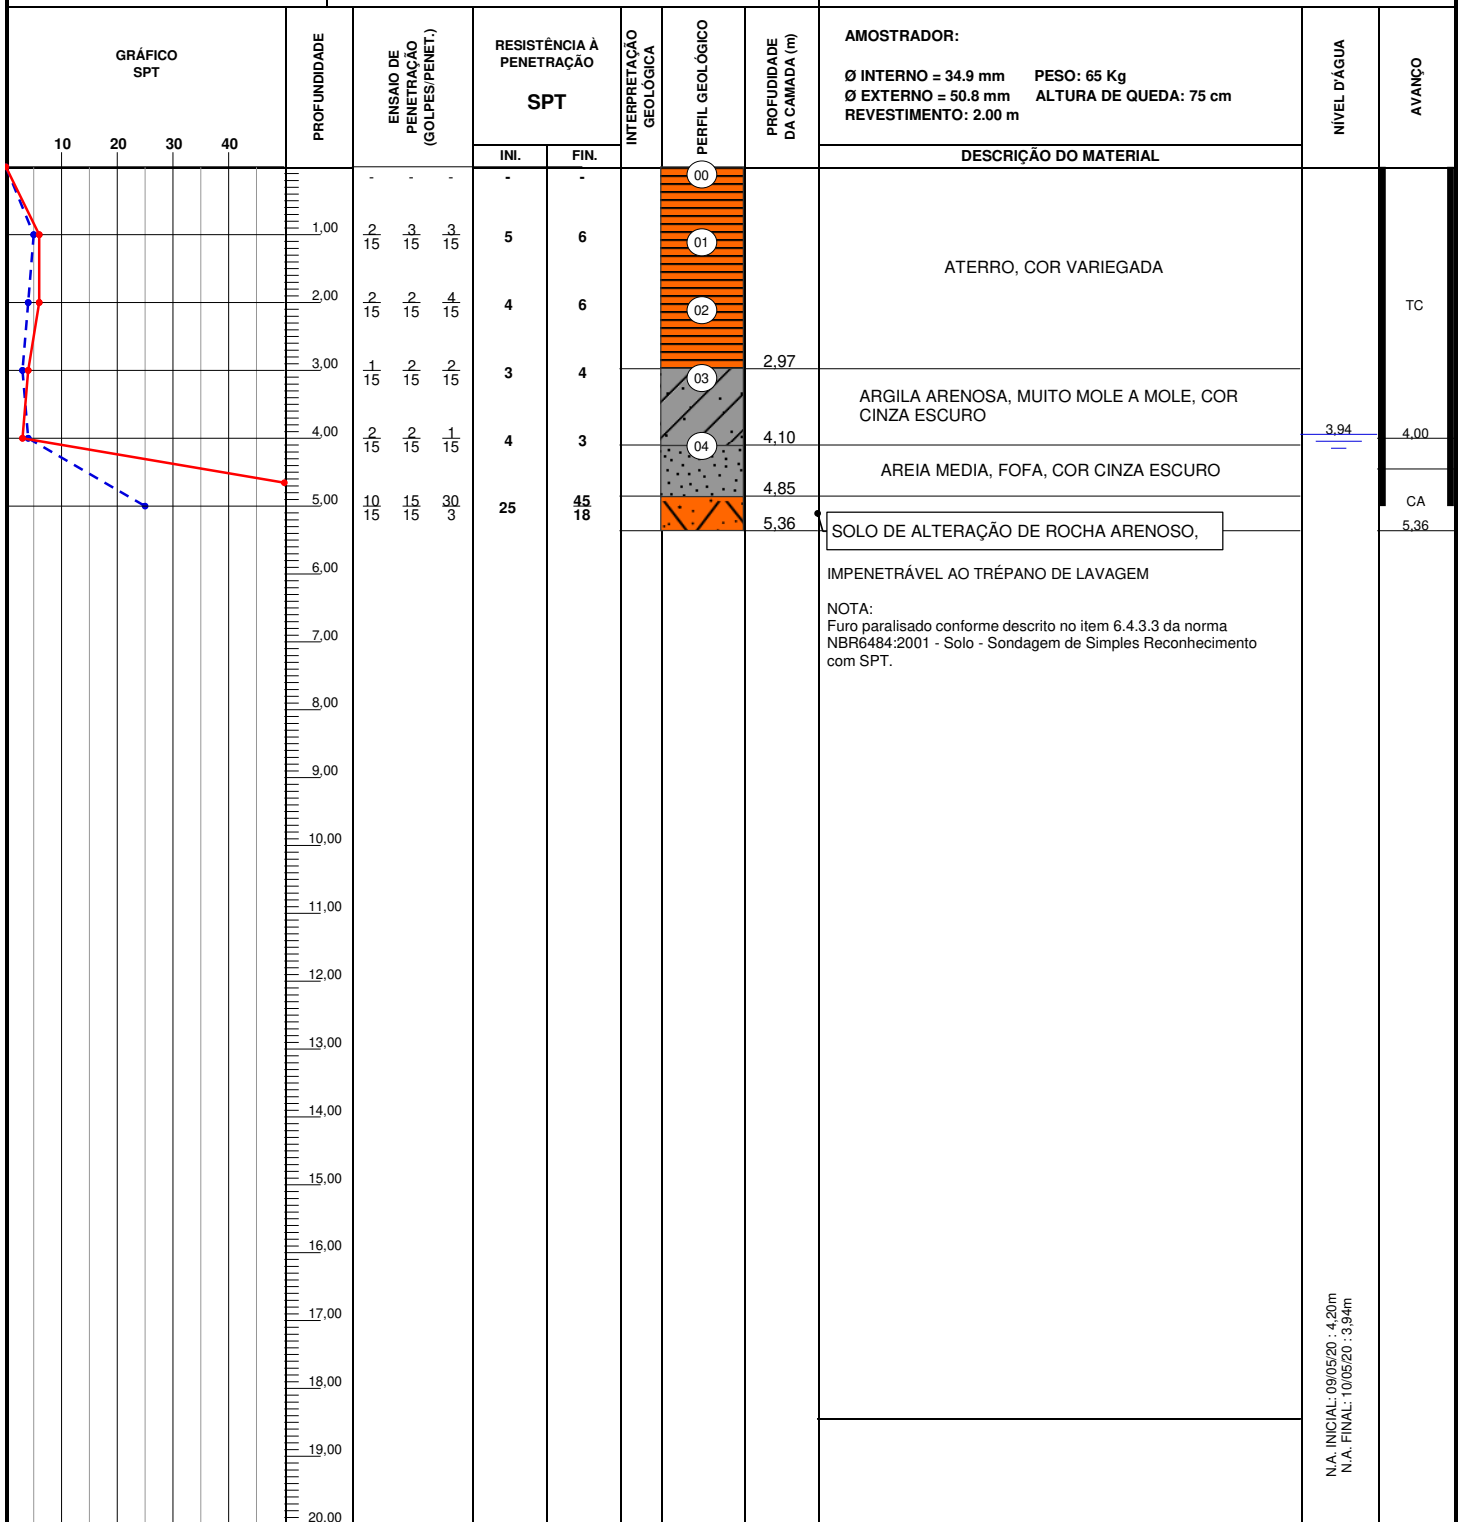 GRÁFICO
SPT
10 20 30 40
PROFUNDIDADE
ENSAIO DE
PENETRAÇÃO
(GOLPES/PENET.)
RESISTÊNCIA À
PENETRAÇÃO
SPT
INI. FIN.
INTERPRETAÇÃO
GEOLÓGICA
PERFIL GEOLÓGICO
PROFUDIDADE
DA CAMADA (m)
AMOSTRADOR:
Ø INTERNO = 34.9 mm PESO: 65 Kg
Ø EXTERNO = 50.8 mm ALTURA DE QUEDA: 75 cm
REVESTIMENTO: 2.00 m
DESCRIÇÃO DO MATERIAL
NÍVEL D'ÁGUA
AVANÇO
- - - - - 00
1,00 2/15 3/15 3/15 5 6 01
ATERRO, COR VARIEGADA
2,00 2/15 2/15 4/15 4 6 02 TC
2,97
3,00 1/15 2/15 2/15 3 4 03
ARGILA ARENOSA, MUITO MOLE A MOLE, COR
CINZA ESCURO
4,00 2/15 2/15 1/15 4 3 04 4,10 3,94 4,00
AREIA MEDIA, FOFA, COR CINZA ESCURO
4,85
5,00 10/15 15/15 30/3 25 45/18 CA
5,36 SOLO DE ALTERAÇÃO DE ROCHA ARENOSO, 5,36
6,00
IMPENETRÁVEL AO TRÉPANO DE LAVAGEM
NOTA:
Furo paralisado conforme descrito no item 6.4.3.3 da norma
NBR6484:2001 - Solo - Sondagem de Simples Reconhecimento
com SPT.
7,00
8,00
9,00
10,00
11,00
12,00
13,00
14,00
15,00
16,00
17,00
18,00
19,00
20,00
N.A. INICIAL: 09/05/20 : 4,20m
N.A. FINAL: 10/05/20 : 3,94m